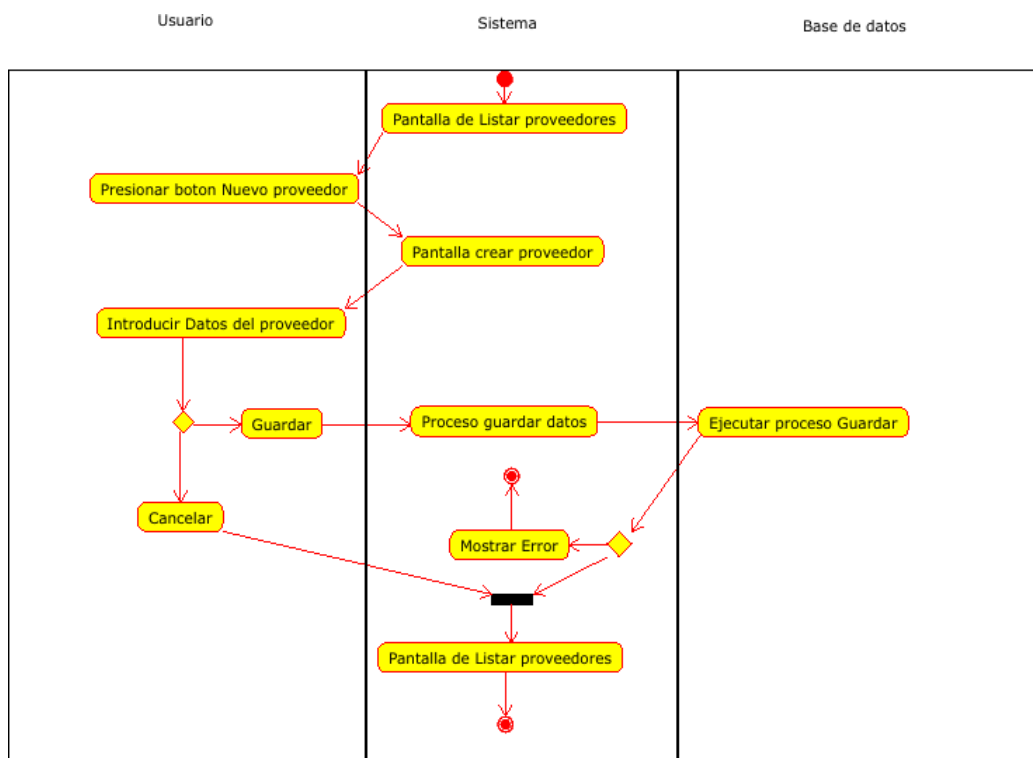 Usuario
Sistema
Base de datos
Pantalla de Listar proveedores
Presionar boton Nuevo proveedor
Pantalla crear proveedor
Introducir Datos del proveedor
Guardar
Proceso guardar datos
Ejecutar proceso Guardar
Cancelar
Mostrar Error
Pantalla de Listar proveedores